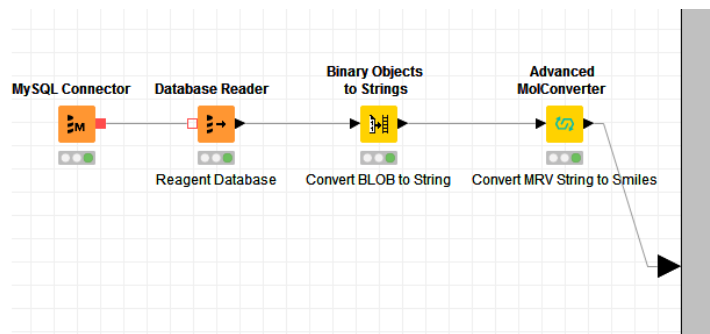 MySQL Connector
Database Reader
Binary Objects
to Strings
Advanced
MolConverter
M
Reagent Database
Convert BLOB to String
Convert MRV String to Smiles